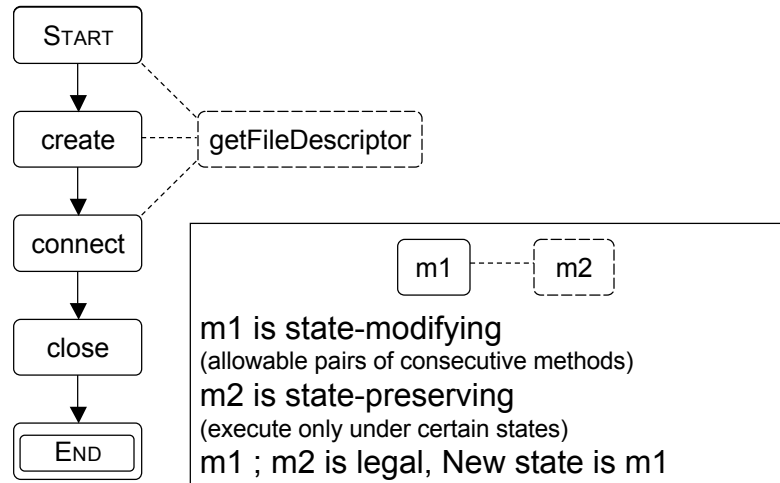 START
create
getFileDescriptor
connect
close
END
m1
m2
m1 is state-modifying
(allowable pairs of consecutive methods)
m2 is state-preserving
(execute only under certain states)
m1 ; m2 is legal, New state is m1